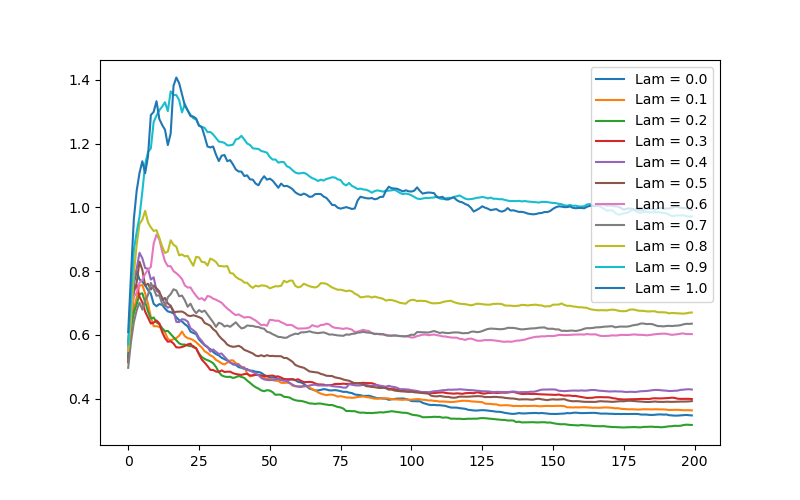 1.4
1.2
1.0
0.8
0.6
0.4
0
25
50
75
100
125
150
175
200
Lam = 0.0
Lam = 0.1
Lam = 0.2
Lam = 0.3
Lam = 0.4
Lam = 0.5
Lam = 0.6
Lam = 0.7
Lam = 0.8
Lam = 0.9
Lam = 1.0